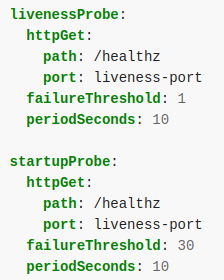 livenessProbe:
  httpGet:
    path: /healthz
    port: liveness-port
  failureThreshold: 1
  periodSeconds: 10

startupProbe:
  httpGet:
    path: /healthz
    port: liveness-port
  failureThreshold: 30
  periodSeconds: 10